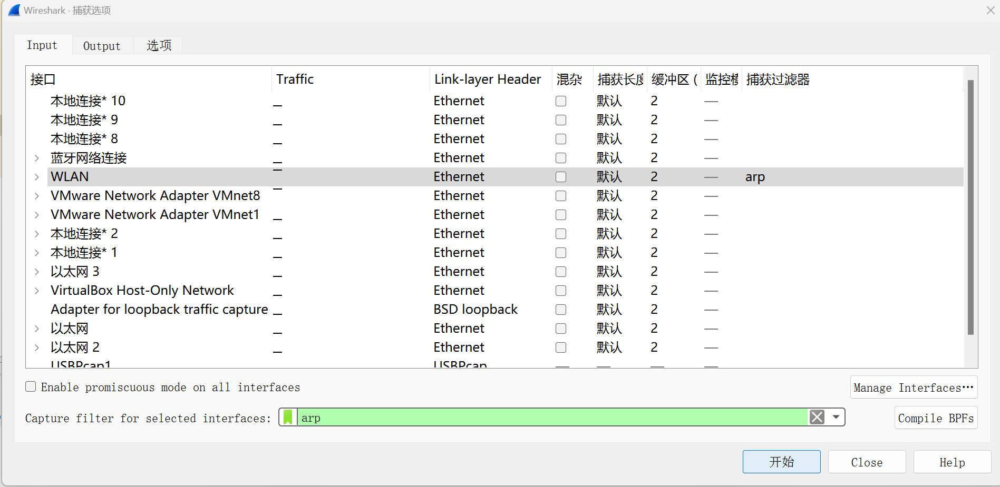 Wireshark · 捕获选项
Input Output 选项
接口 Traffic Link-layer Header 混杂 捕获长度 缓冲区 ( 监控模 捕获过滤器
本地连接* 10 Ethernet 默认 2 —
本地连接* 9 Ethernet 默认 2 —
本地连接* 8 Ethernet 默认 2 —
蓝牙网络连接 Ethernet 默认 2 —
WLAN Ethernet 默认 2 — arp
VMware Network Adapter VMnet8 Ethernet 默认 2 —
VMware Network Adapter VMnet1 Ethernet 默认 2 —
本地连接* 2 Ethernet 默认 2 —
本地连接* 1 Ethernet 默认 2 —
以太网 3 Ethernet 默认 2 —
VirtualBox Host-Only Network Ethernet 默认 2 —
Adapter for loopback traffic capture BSD loopback 默认 2 —
以太网 Ethernet 默认 2 —
以太网 2 Ethernet 默认 2 —
USBPcap1 USBPcap — — — —
Enable promiscuous mode on all interfaces Manage Interfaces…
Capture filter for selected interfaces: arp Compile BPFs
开始 Close Help